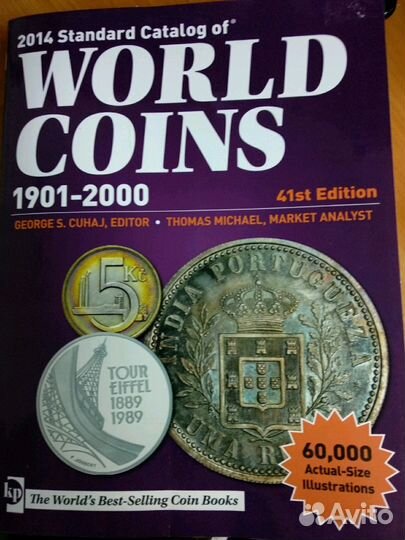 2014 Standard Catalog of®
WORLD
COINS
1901-2000
41st Edition
GEORGE S. CUHAJ, EDITOR • THOMAS MICHAEL, MARKET ANALYST
5 Kč
INDIA PORTUGUEZA
UMA R
TOUR
EIFFEL
1889
1989
F. JOUBERT
60,000
Actual-Size
Illustrations
kp
The World's Best-Selling Coin Books
Avito